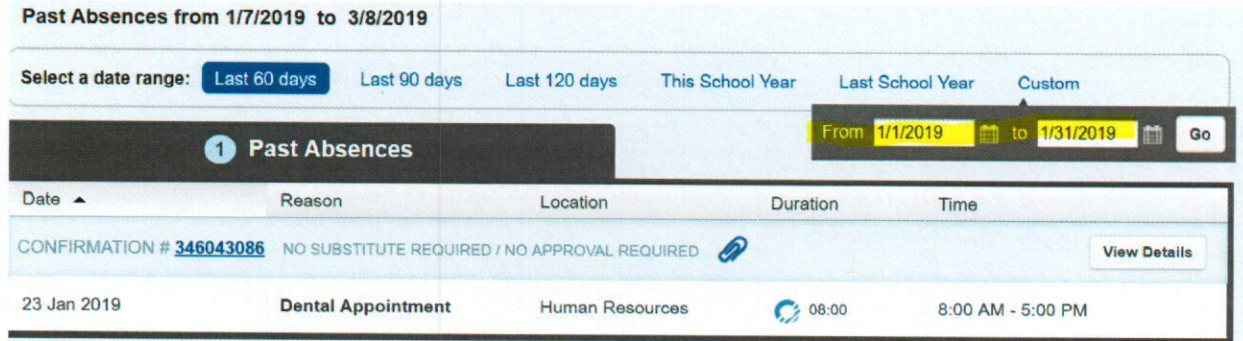 Past Absences from 1/7/2019 to 3/8/2019
Select a date range: Last 60 days Last 90 days Last 120 days This School Year Last School Year Custom
From 1/1/2019 to 1/31/2019 Go
1 Past Absences
Date Reason Location Duration Time
CONFIRMATION # 346043086 NO SUBSTITUTE REQUIRED / NO APPROVAL REQUIRED View Details
23 Jan 2019 Dental Appointment Human Resources 08:00 8:00 AM - 5:00 PM